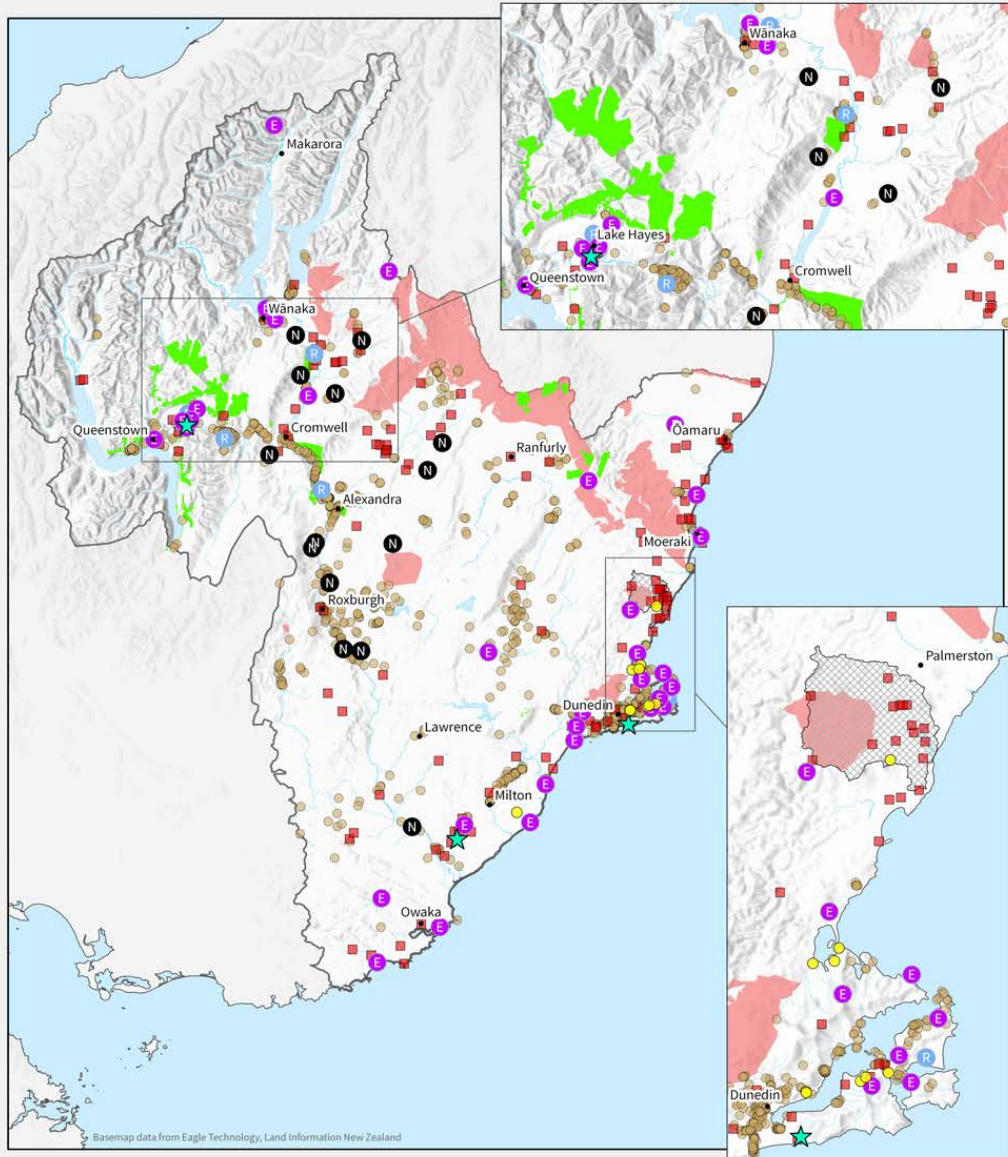 Wānaka
N
N
R
N
N
E
Lake Hayes
E
Queenstown
R
Cromwell
N
E
Makarora
E
Wānaka
E
N
N
R
N
N
E
Queenstown
E
R
Cromwell
N
N
N
Ranfurly
E
Oamaru
R
Alexandra
E
E
Moeraki
N
N
N
N
Roxburgh
E
N
N
E
E
Dunedin
Lawrence
E
E
Milton
E
E
N
E
E
Owaka
E
E
Palmerston
E
E
E
E
E
E
R
E
E
Dunedin
Basemap data from Eagle Technology, Land Information New Zealand